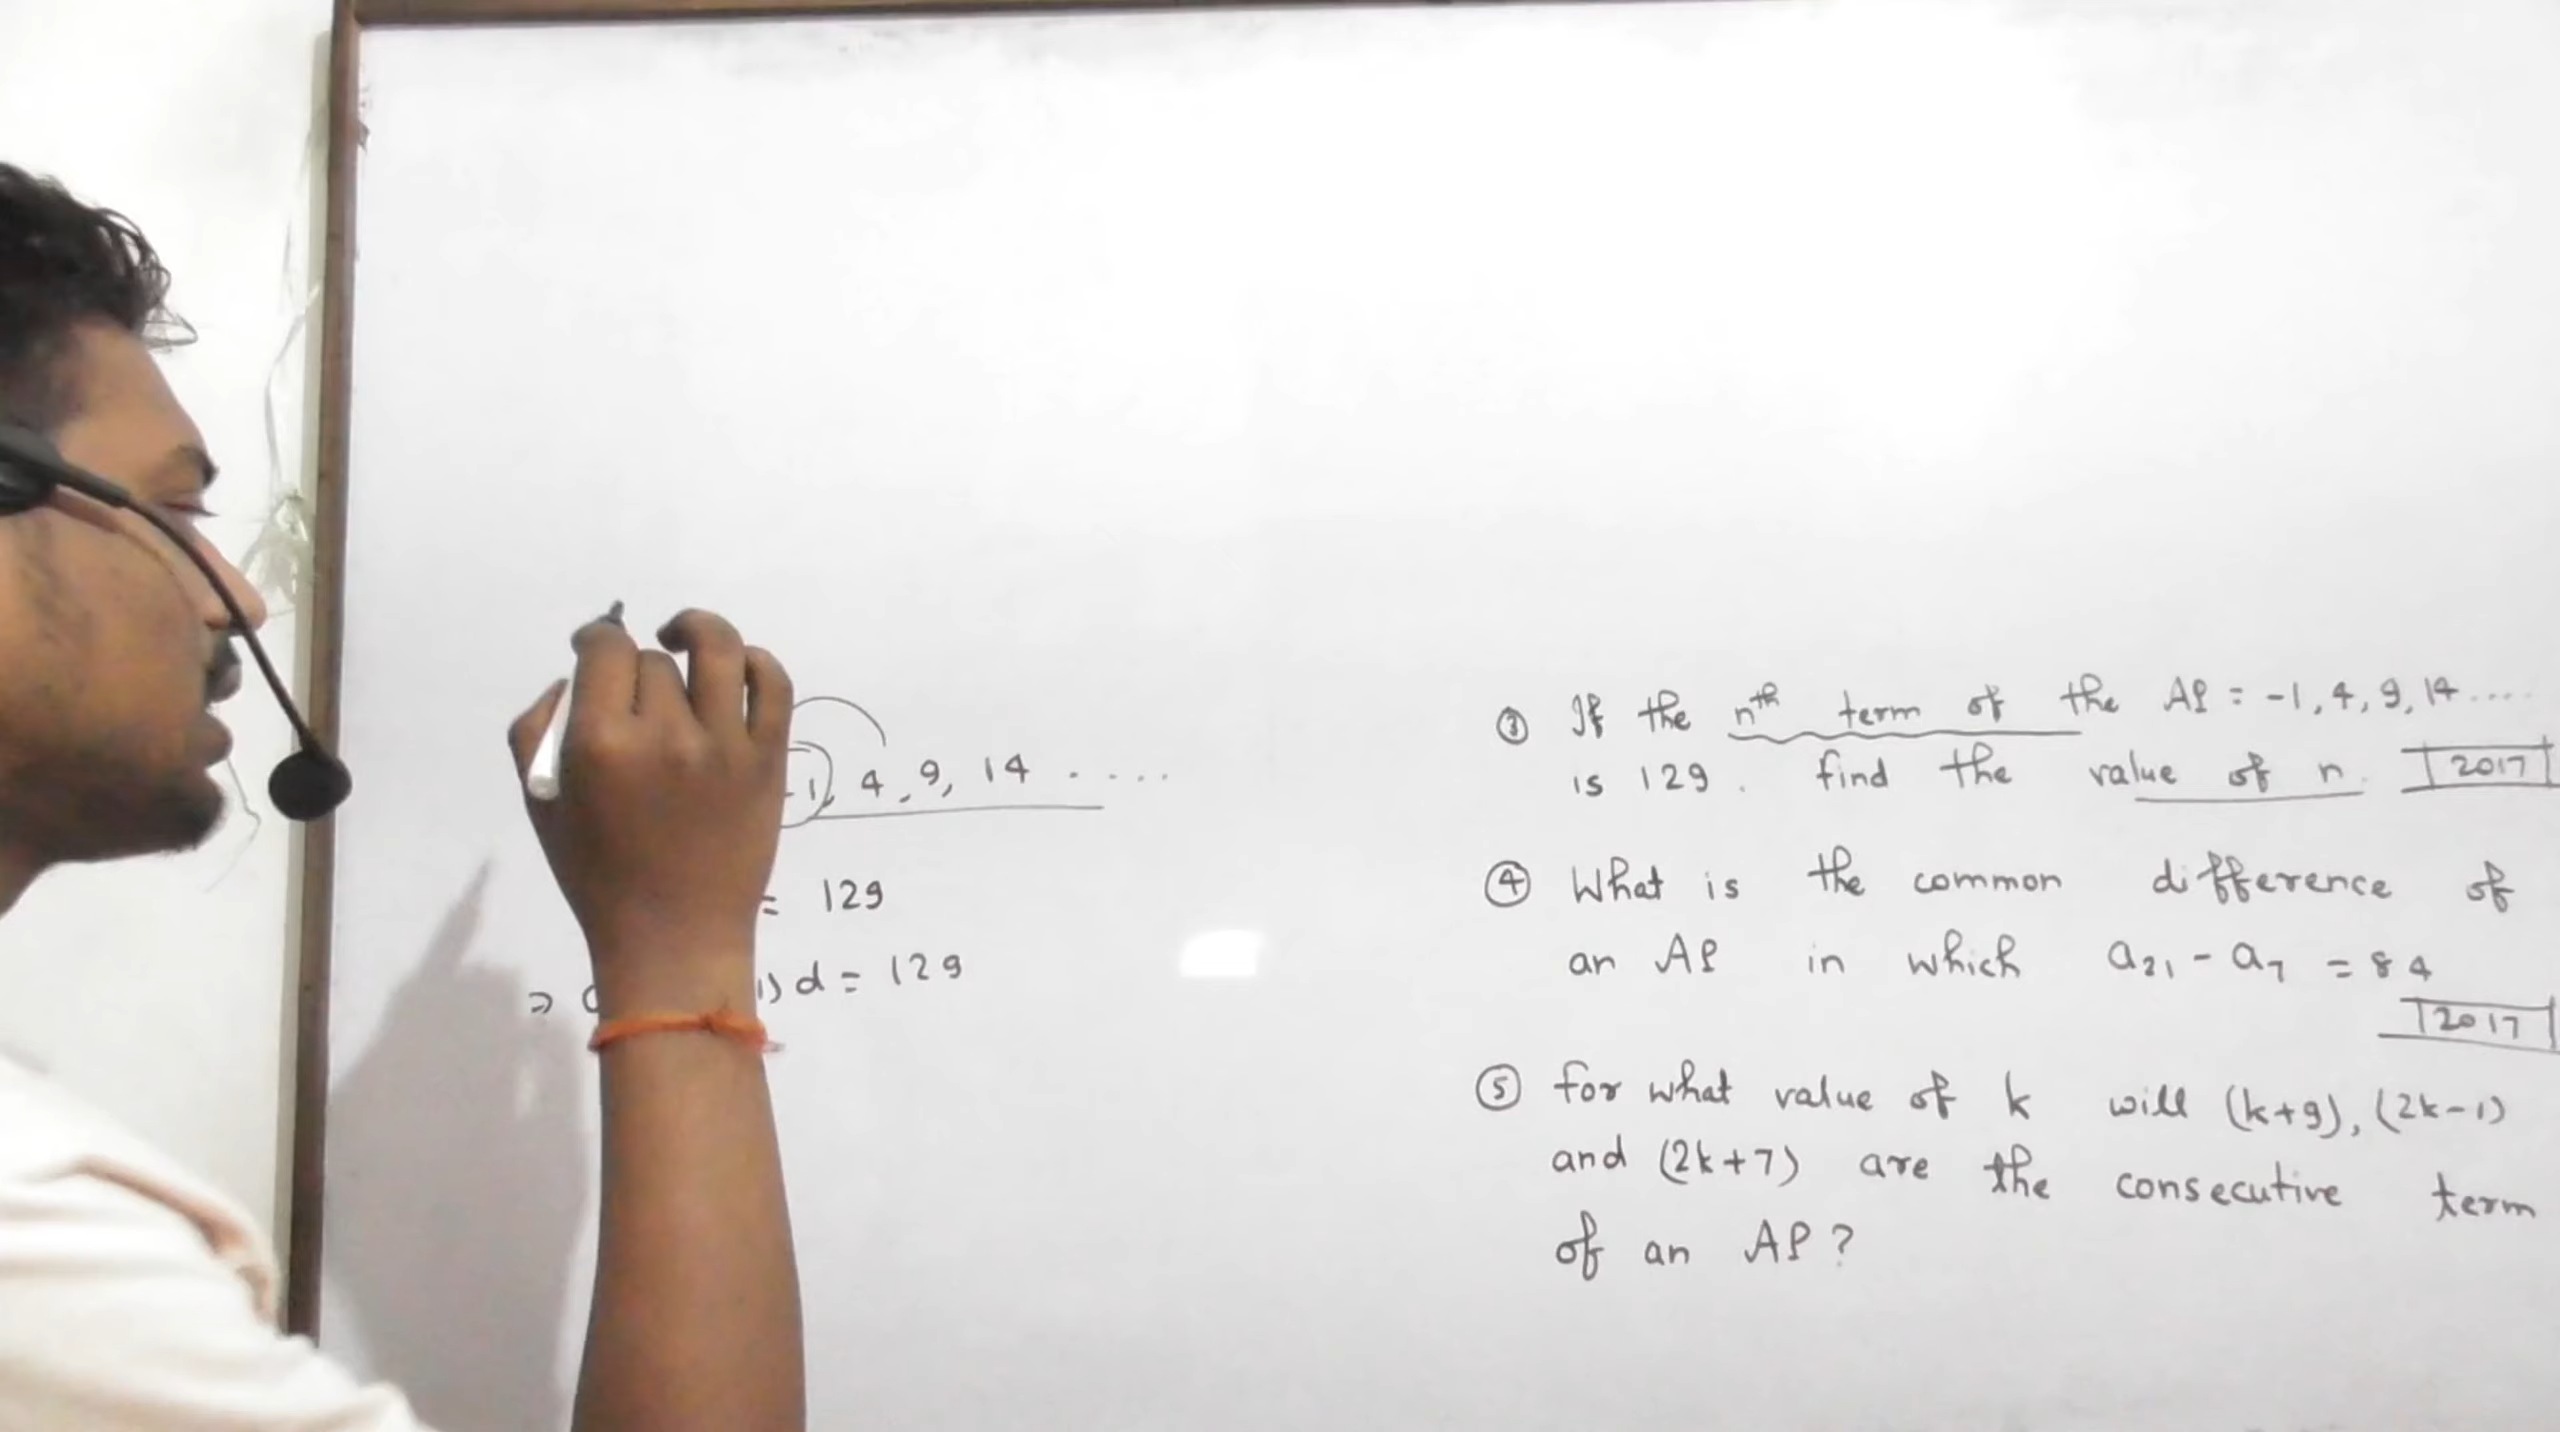 -1, 4, 9, 14 .....
= 129
⇒ 1) d = 129
③ If the nth term of the AP = -1, 4, 9, 14 ....
is 129. find the value of n. 2017
④ What is the common difference of
an AP in which a₂₁ - a₇ = 84
2017
⑤ for what value of k will (k+9), (2k-1)
and (2k+7) are the consecutive term
of an AP?